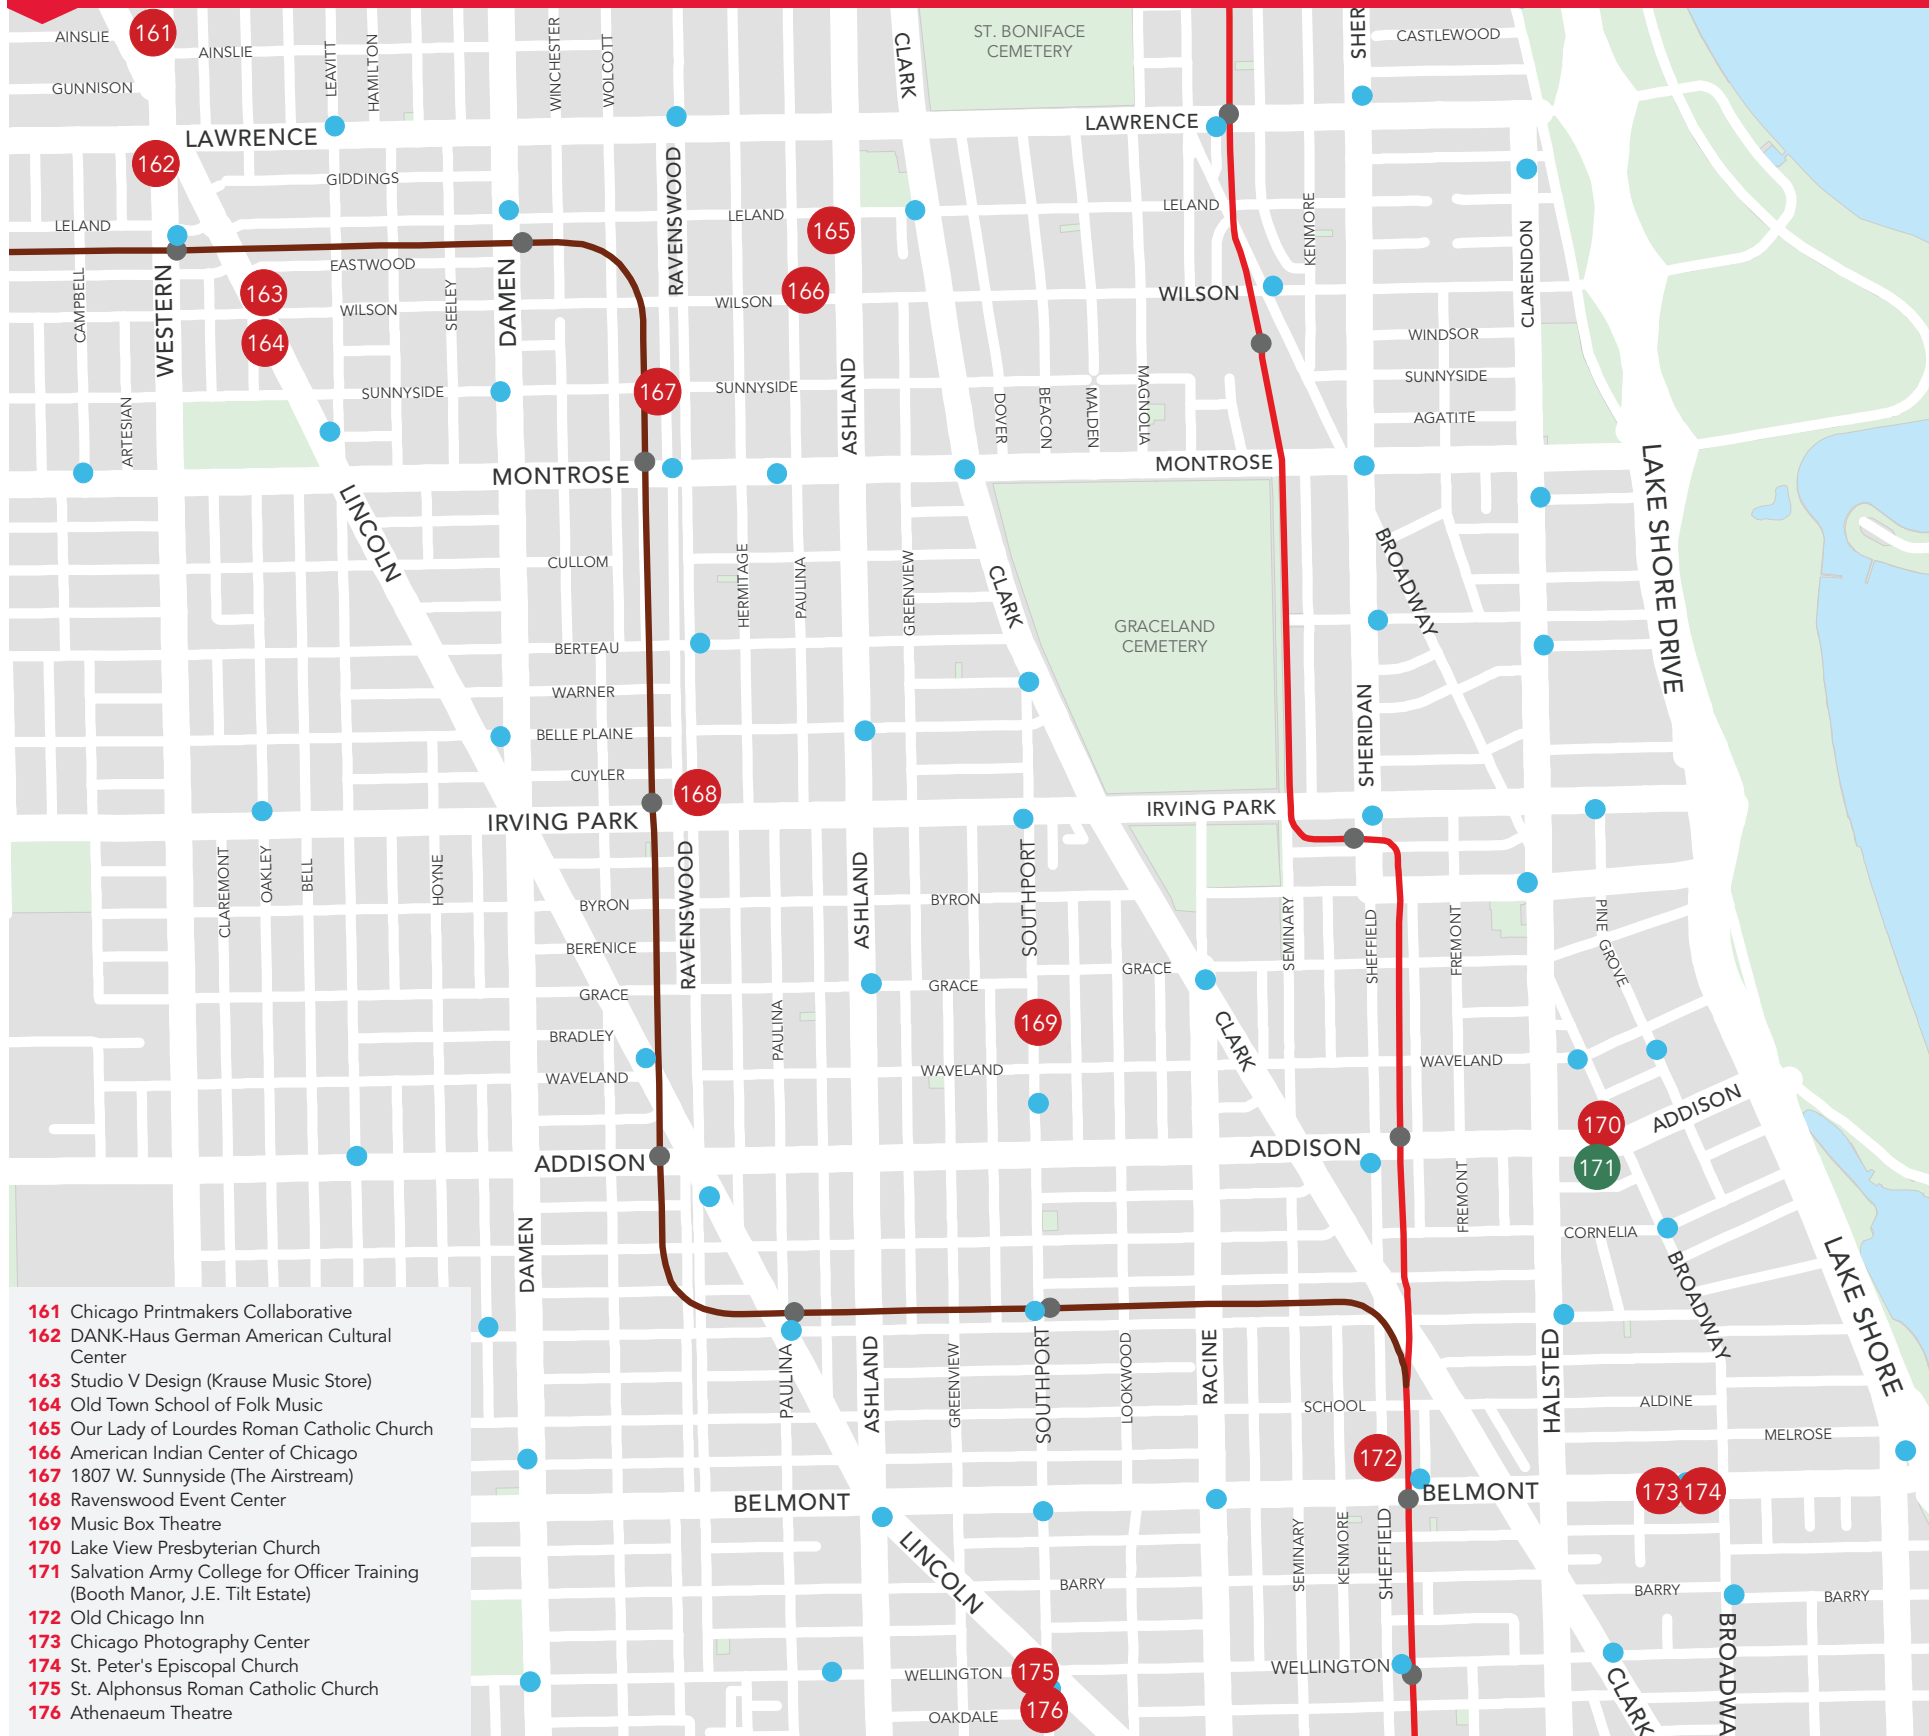 161
AINSLIE
AINSLIE
LEAVITT
HAMILTON
WINCHESTER
WOLCOTT
CLARK
ST. BONIFACE
CEMETERY
SHER
CASTLEWOOD
GUNNISON
LAWRENCE
LAWRENCE
162
GIDDINGS
RAVENSWOOD
LELAND
LELAND
165
LELAND
KENMORE
CLARENDON
CAMPBELL
WESTERN
163
EASTWOOD
SEELEY
DAMEN
WILSON
WILSON
166
WILSON
164
WINDSOR
SUNNYSIDE
167
SUNNYSIDE
ASHLAND
DOVER
BEACON
MALDEN
MAGNOLIA
SUNNYSIDE
AGATITE
ARTESIAN
MONTROSE
MONTROSE
LAKE SHORE DRIVE
LINCOLN
CULLOM
HERMITAGE
PAULINA
GREENVIEW
CLARK
BROADWAY
GRACELAND
CEMETERY
BERTEAU
WARNER
BELLE PLAINE
SHERIDAN
CUYLER
168
IRVING PARK
IRVING PARK
CLAREMONT
OAKLEY
BELL
HOYNE
RAVENSWOOD
ASHLAND
SOUTHPORT
BYRON
BYRON
SEMINARY
SHEFFIELD
FREMONT
PINE GROVE
BERENICE
GRACE
GRACE
GRACE
PAULINA
169
CLARK
BRADLEY
WAVELAND
WAVELAND
WAVELAND
170
ADDISON
ADDISON
ADDISON
171
FREMONT
DAMEN
CORNELIA
BROADWAY
LAKE SHORE
PAULINA
ASHLAND
GREENVIEW
SOUTHPORT
LOOKWOOD
RACINE
SCHOOL
HALSTED
ALDINE
MELROSE
172
BELMONT
BELMONT
173
174
LINCOLN
SEMINARY
KENMORE
SHEFFIELD
BARRY
BARRY
BARRY
BROADWA
WELLINGTON
175
WELLINGTON
CLARK
OAKDALE
176
161 Chicago Printmakers Collaborative
162 DANK-Haus German American Cultural
Center
163 Studio V Design (Krause Music Store)
164 Old Town School of Folk Music
165 Our Lady of Lourdes Roman Catholic Church
166 American Indian Center of Chicago
167 1807 W. Sunnyside (The Airstream)
168 Ravenswood Event Center
169 Music Box Theatre
170 Lake View Presbyterian Church
171 Salvation Army College for Officer Training
(Booth Manor, J.E. Tilt Estate)
172 Old Chicago Inn
173 Chicago Photography Center
174 St. Peter's Episcopal Church
175 St. Alphonsus Roman Catholic Church
176 Athenaeum Theatre